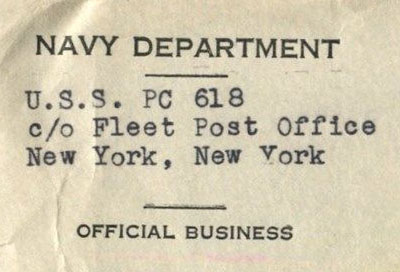 NAVY DEPARTMENT
U.S.S. PC 618
c/o Fleet Post Office
New York, New York
OFFICIAL BUSINESS